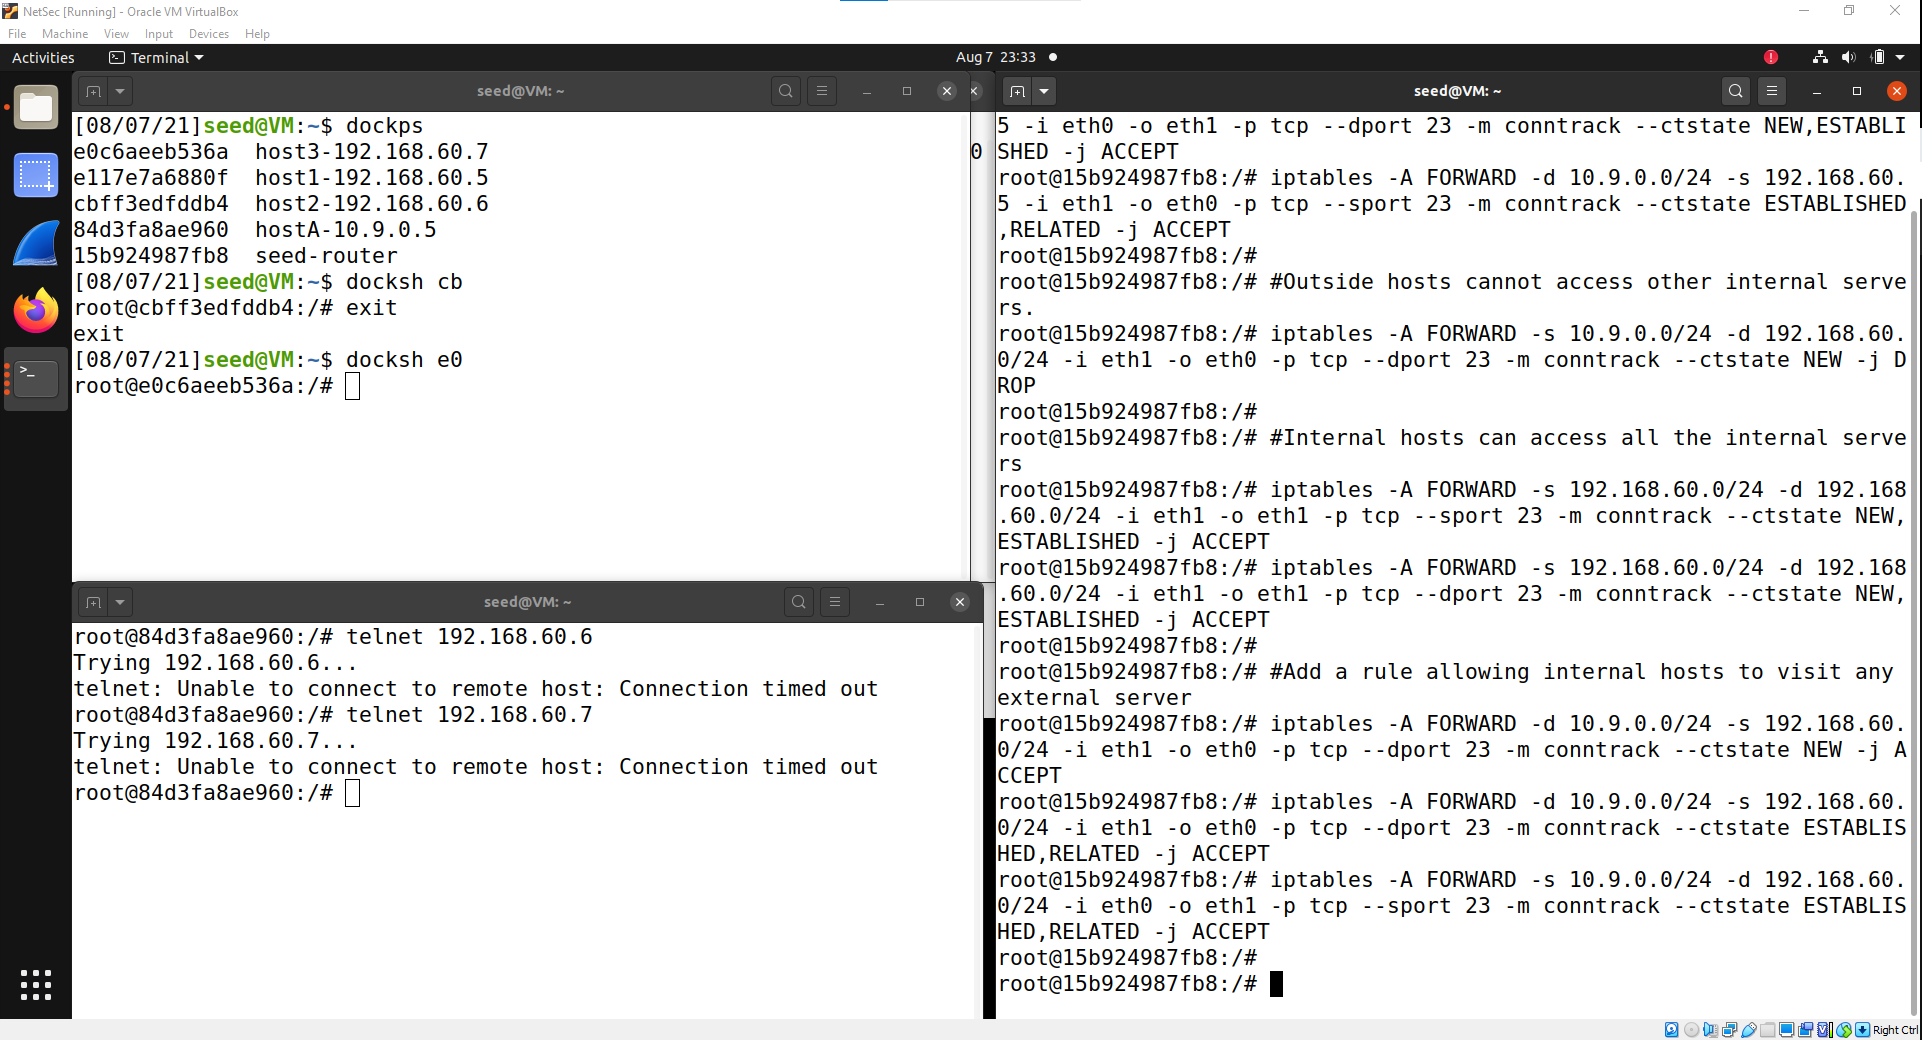 NetSec [Running] - Oracle VM VirtualBox
File Machine View Input Devices Help
Activities Terminal Aug 7 23:33
seed@VM: ~
[08/07/21]seed@VM:~$ dockps
e0c6aeeb536a  host3-192.168.60.7
e117e7a6880f  host1-192.168.60.5
cbff3edfddb4  host2-192.168.60.6
84d3fa8ae960  hostA-10.9.0.5
15b924987fb8  seed-router
[08/07/21]seed@VM:~$ docksh cb
root@cbff3edfddb4:/# exit
exit
[08/07/21]seed@VM:~$ docksh e0
root@e0c6aeeb536a:/#
0
seed@VM: ~
root@84d3fa8ae960:/# telnet 192.168.60.6
Trying 192.168.60.6...
telnet: Unable to connect to remote host: Connection timed out
root@84d3fa8ae960:/# telnet 192.168.60.7
Trying 192.168.60.7...
telnet: Unable to connect to remote host: Connection timed out
root@84d3fa8ae960:/#
seed@VM: ~
5 -i eth0 -o eth1 -p tcp --dport 23 -m conntrack --ctstate NEW,ESTABLI
SHED -j ACCEPT
root@15b924987fb8:/# iptables -A FORWARD -d 10.9.0.0/24 -s 192.168.60.
5 -i eth1 -o eth0 -p tcp --sport 23 -m conntrack --ctstate ESTABLISHED
,RELATED -j ACCEPT
root@15b924987fb8:/#
root@15b924987fb8:/# #Outside hosts cannot access other internal serve
rs.
root@15b924987fb8:/# iptables -A FORWARD -s 10.9.0.0/24 -d 192.168.60.
0/24 -i eth1 -o eth0 -p tcp --dport 23 -m conntrack --ctstate NEW -j D
ROP
root@15b924987fb8:/#
root@15b924987fb8:/# #Internal hosts can access all the internal serve
rs
root@15b924987fb8:/# iptables -A FORWARD -s 192.168.60.0/24 -d 192.168
.60.0/24 -i eth1 -o eth1 -p tcp --sport 23 -m conntrack --ctstate NEW,
ESTABLISHED -j ACCEPT
root@15b924987fb8:/# iptables -A FORWARD -s 192.168.60.0/24 -d 192.168
.60.0/24 -i eth1 -o eth1 -p tcp --dport 23 -m conntrack --ctstate NEW,
ESTABLISHED -j ACCEPT
root@15b924987fb8:/#
root@15b924987fb8:/# #Add a rule allowing internal hosts to visit any
external server
root@15b924987fb8:/# iptables -A FORWARD -d 10.9.0.0/24 -s 192.168.60.
0/24 -i eth1 -o eth0 -p tcp --dport 23 -m conntrack --ctstate NEW -j A
CCEPT
root@15b924987fb8:/# iptables -A FORWARD -d 10.9.0.0/24 -s 192.168.60.
0/24 -i eth1 -o eth0 -p tcp --dport 23 -m conntrack --ctstate ESTABLIS
HED,RELATED -j ACCEPT
root@15b924987fb8:/# iptables -A FORWARD -s 10.9.0.0/24 -d 192.168.60.
0/24 -i eth0 -o eth1 -p tcp --sport 23 -m conntrack --ctstate ESTABLIS
HED,RELATED -j ACCEPT
root@15b924987fb8:/#
root@15b924987fb8:/#
Right Ctrl